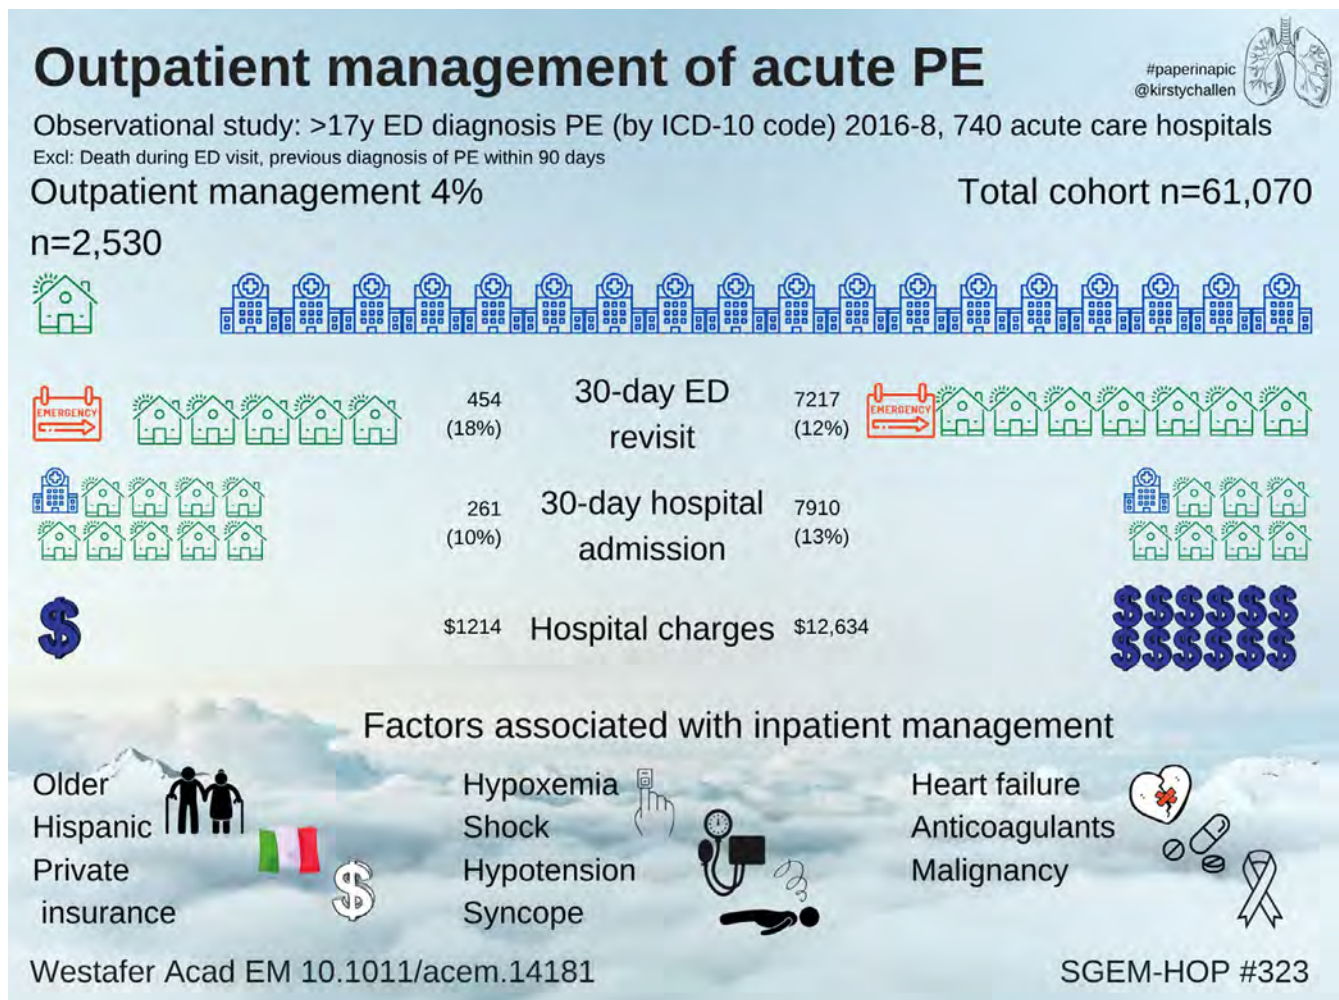 Outpatient management of acute PE
#paperinapic
@kirstychallen
Observational study: >17y ED diagnosis PE (by ICD-10 code) 2016-8, 740 acute care hospitals
Excl: Death during ED visit, previous diagnosis of PE within 90 days
Outpatient management 4%
Total cohort n=61,070
n=2,530
EMERGENCY
454
(18%)
30-day ED
revisit
7217
(12%)
EMERGENCY
261
(10%)
30-day hospital
admission
7910
(13%)
$1214
Hospital charges
$12,634
Factors associated with inpatient management
Older
Hispanic
Private
insurance
Hypoxemia
Shock
Hypotension
Syncope
Heart failure
Anticoagulants
Malignancy
Westafer Acad EM 10.1011/acem.14181
SGEM-HOP #323